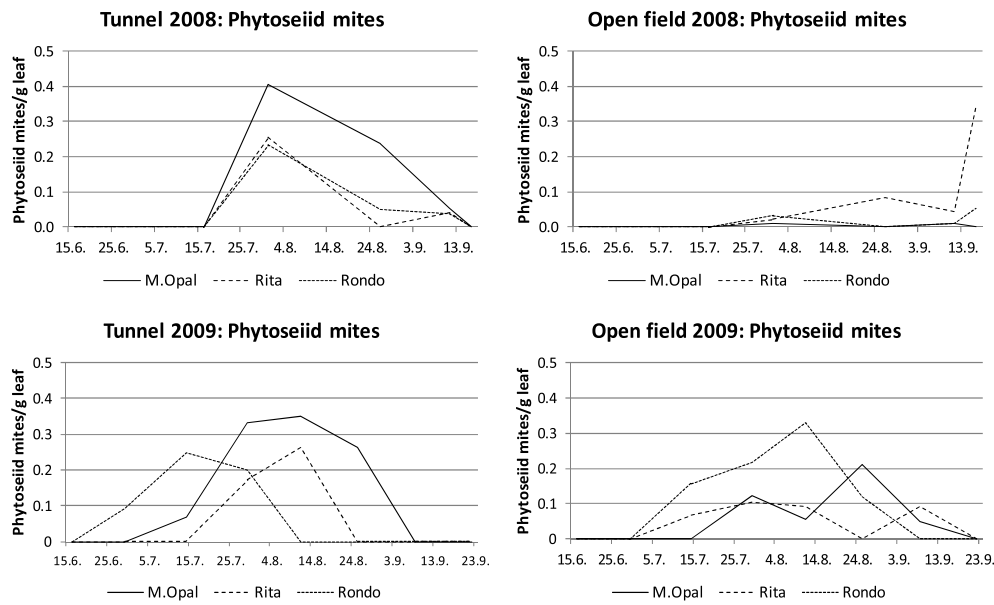 Tunnel 2008: Phytoseiid mites
Phytoseiid mites/g leaf
0.5
0.4
0.3
0.2
0.1
0.0
15.6. 25.6. 5.7. 15.7. 25.7. 4.8. 14.8. 24.8. 3.9. 13.9.
M.Opal Rita Rondo
Open field 2008: Phytoseiid mites
Phytoseiid mites/g leaf
0.5
0.4
0.3
0.2
0.1
0.0
15.6. 25.6. 5.7. 15.7. 25.7. 4.8. 14.8. 24.8. 3.9. 13.9.
M.Opal Rita Rondo
Tunnel 2009: Phytoseiid mites
Phytoseiid mites/g leaf
0.5
0.4
0.3
0.2
0.1
0
15.6. 25.6. 5.7. 15.7. 25.7. 4.8. 14.8. 24.8. 3.9. 13.9. 23.9.
M.Opal Rita Rondo
Open field 2009: Phytoseiid mites
Phytoseiid mites/g leaf
0.5
0.4
0.3
0.2
0.1
0
15.6. 25.6. 5.7. 15.7. 25.7. 4.8. 14.8. 24.8. 3.9. 13.9. 23.9.
M.Opal Rita Rondo